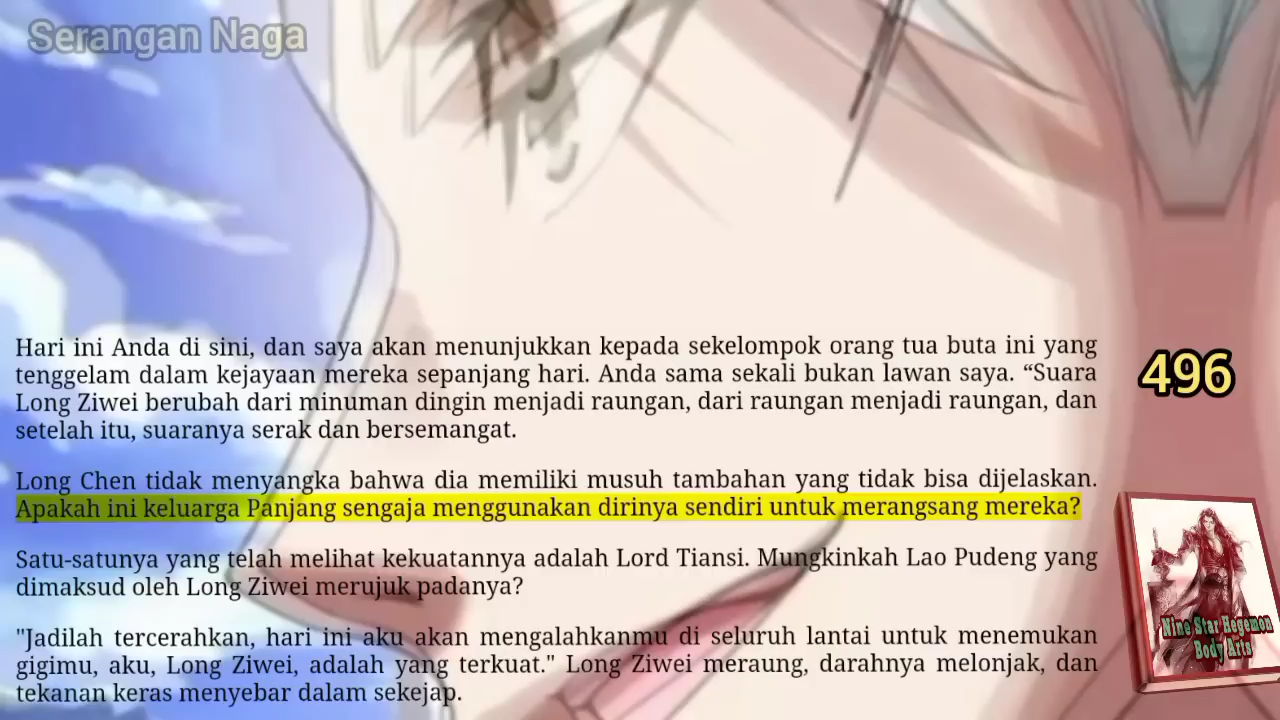 Serangan Naga
Hari ini Anda di sini, dan saya akan menunjukkan kepada sekelompok orang tua buta ini yang
tenggelam dalam kejayaan mereka sepanjang hari. Anda sama sekali bukan lawan saya. “Suara
Long Ziwei berubah dari minuman dingin menjadi raungan, dari raungan menjadi raungan, dan
setelah itu, suaranya serak dan bersemangat.
496
Long Chen tidak menyangka bahwa dia memiliki musuh tambahan yang tidak bisa dijelaskan.
Apakah ini keluarga Panjang sengaja menggunakan dirinya sendiri untuk merangsang mereka?
Satu-satunya yang telah melihat kekuatannya adalah Lord Tiansi. Mungkinkah Lao Pudeng yang
dimaksud oleh Long Ziwei merujuk padanya?
"Jadilah tercerahkan, hari ini aku akan mengalahkanmu di seluruh lantai untuk menemukan
gigimu, aku, Long Ziwei, adalah yang terkuat." Long Ziwei meraung, darahnya melonjak, dan
tekanan keras menyebar dalam sekejap.
Nine Star Hegemon
Body Arts